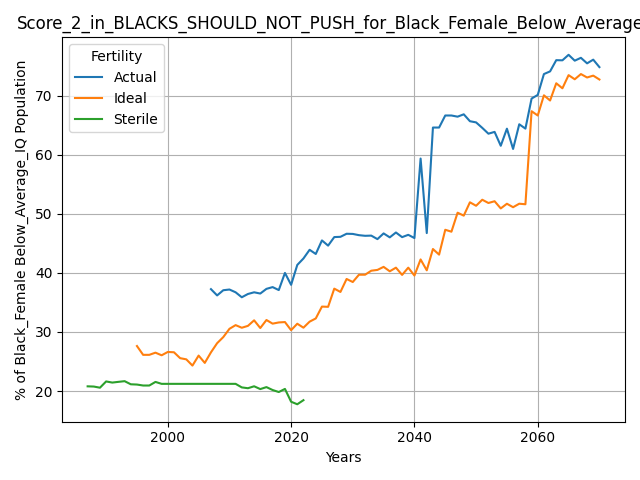 Score_2_in_BLACKS_SHOULD_NOT_PUSH_for_Black_Female_Below_Average
Fertility
Actual
Ideal
Sterile
% of Black_Female Below_Average_IQ Population
70
60
50
40
30
20
2000
2020
2040
2060
Years